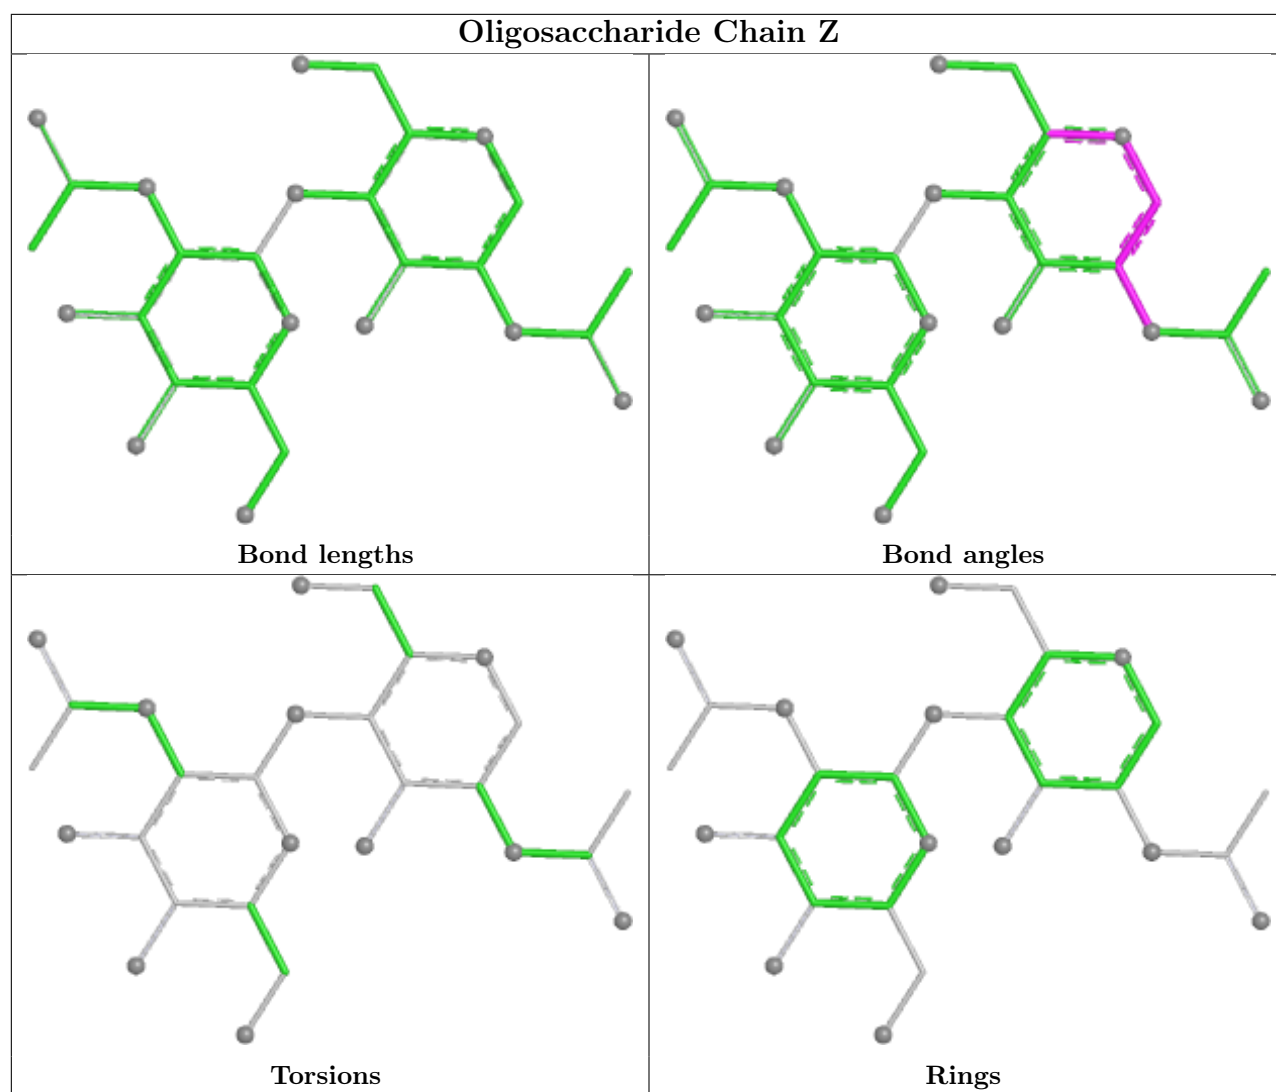 Oligosaccharide Chain Z
Bond lengths
Bond angles
Torsions
Rings